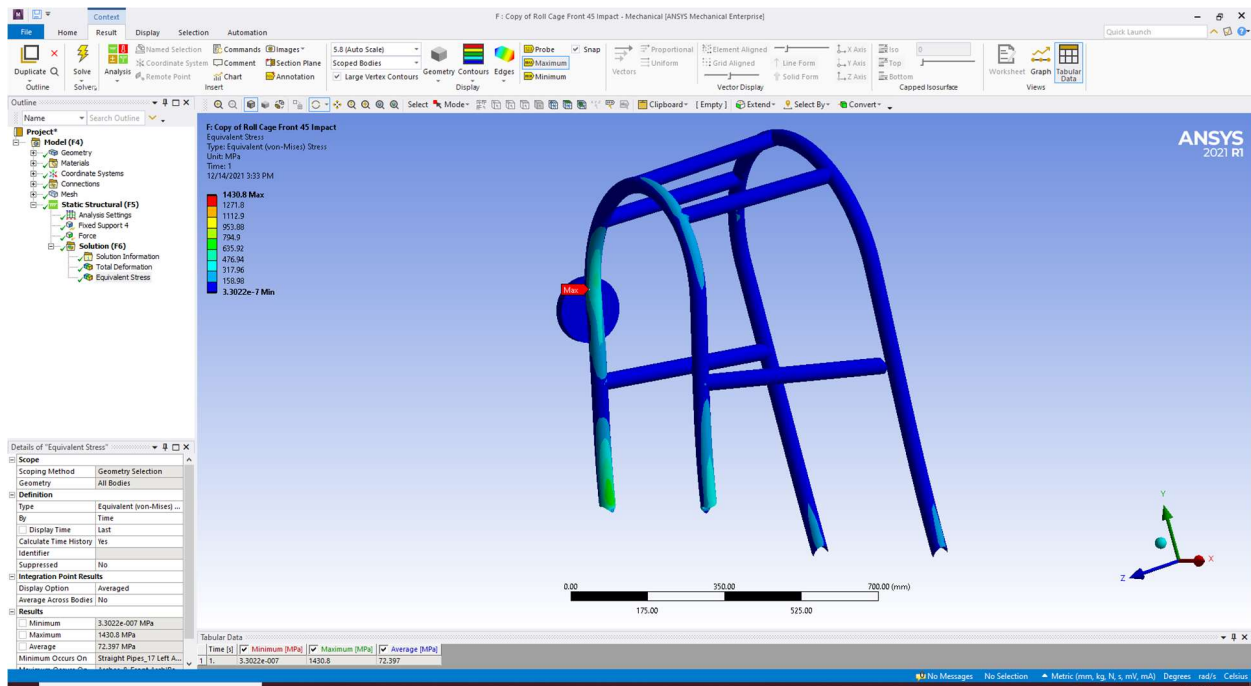 Context
F : Copy of Roll Cage Front 45 Impact - Mechanical [ANSYS Mechanical Enterprise]
File Home Result Display Selection Automation
Quick Launch
Duplicate Q
Outline
Solve
Solver
Analysis
Named Selection
Coordinate System
Remote Point
Commands
Comment
Chart
Images
Section Plane
Annotation
Insert
5.8 (Auto Scale)
Scoped Bodies
Large Vertex Contours
Geometry Contours Edges
Probe
Maximum
Minimum
Snap
Display
Vectors
Proportional
Uniform
Element Aligned
Grid Aligned
Line Form
Solid Form
X Axis
Y Axis
Z Axis
Vector Display
Iso
Top
Bottom
0
Capped Isosurface
Worksheet Graph Tabular
Data
Views
Outline
Name
Search Outline
Select Mode
Clipboard [ Empty ] Extend Select By Convert
Project*
Model (F4)
Geometry
Materials
Coordinate Systems
Connections
Mesh
Static Structural (F5)
Analysis Settings
Fixed Support 4
Force
Solution (F6)
Solution Information
Total Deformation
Equivalent Stress
F: Copy of Roll Cage Front 45 Impact
Equivalent Stress
Type: Equivalent (von-Mises) Stress
Unit: MPa
Time: 1
12/14/2021 3:33 PM
1430.8 Max
1271.8
1112.9
953.88
794.9
635.92
476.94
317.96
158.98
3.3022e-7 Min
ANSYS
2021 R1
Max
Y
X
Z
0.00 350.00 700.00 (mm)
175.00 525.00
Details of "Equivalent Stress"
Scope
Scoping Method Geometry Selection
Geometry All Bodies
Definition
Type Equivalent (von-Mises) ...
By Time
Display Time Last
Calculate Time History Yes
Identifier
Suppressed No
Integration Point Results
Display Option Averaged
Average Across Bodies No
Results
Minimum 3.3022e-007 MPa
Maximum 1430.8 MPa
Average 72.397 MPa
Minimum Occurs On Straight Pipes_17 Left A...
Tabular Data
Time [s] Minimum [MPa] Maximum [MPa] Average [MPa]
1 1. 3.3022e-007 1430.8 72.397
No Messages No Selection Metric (mm, kg, N, s, mV, mA) Degrees rad/s Celsius